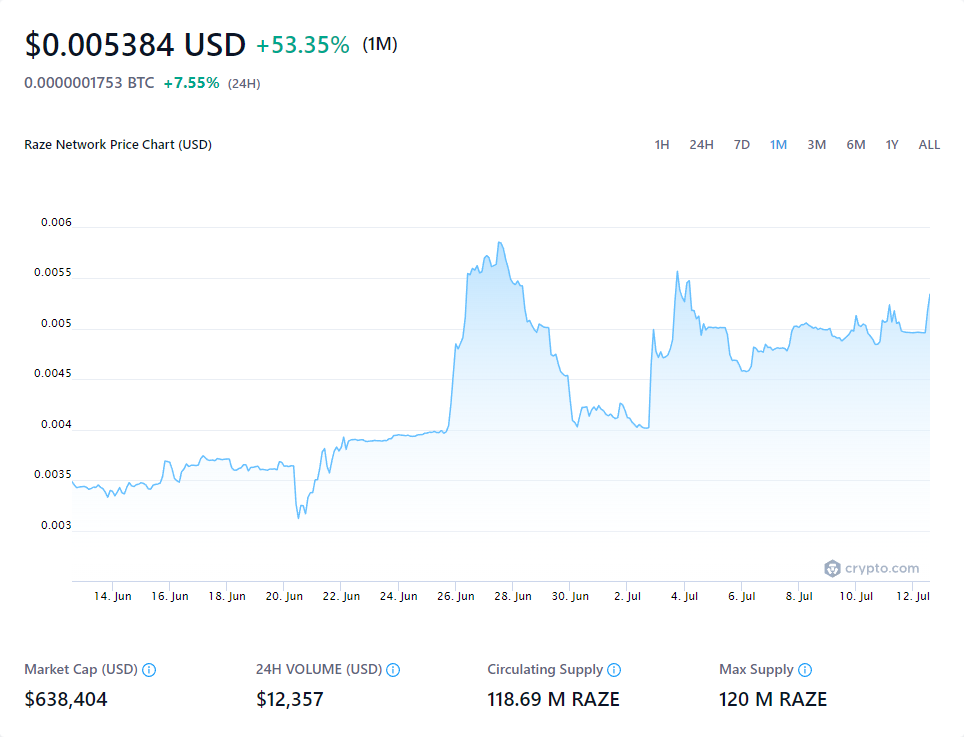 $0.005384 USD +53.35% (1M)
0.0000001753 BTC +7.55% (24H)
Raze Network Price Chart (USD)
1H 24H 7D 1M 3M 6M 1Y ALL
0.006
0.0055
0.005
0.0045
0.004
0.0035
0.003
crypto.com
14. Jun 16. Jun 18. Jun 20. Jun 22. Jun 24. Jun 26. Jun 28. Jun 30. Jun 2. Jul 4. Jul 6. Jul 8. Jul 10. Jul 12. Jul
Market Cap (USD) 24H VOLUME (USD) Circulating Supply Max Supply
$638,404 $12,357 118.69 M RAZE 120 M RAZE